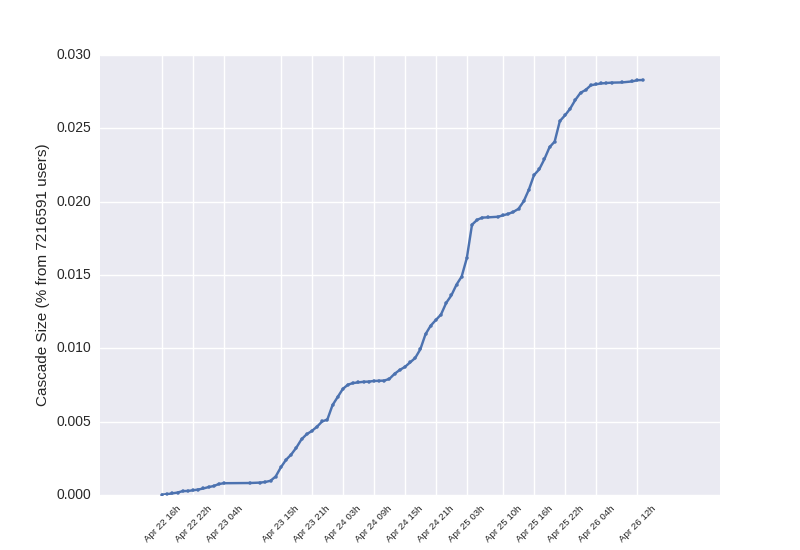 0.030
0.025
0.020
0.015
0.010
0.005
0.000
Cascade Size (% from 7216591 users)
Apr 22 16h
Apr 22 22h
Apr 23 04h
Apr 23 15h
Apr 23 21h
Apr 24 03h
Apr 24 09h
Apr 24 15h
Apr 24 21h
Apr 25 03h
Apr 25 10h
Apr 25 16h
Apr 25 22h
Apr 26 04h
Apr 26 12h